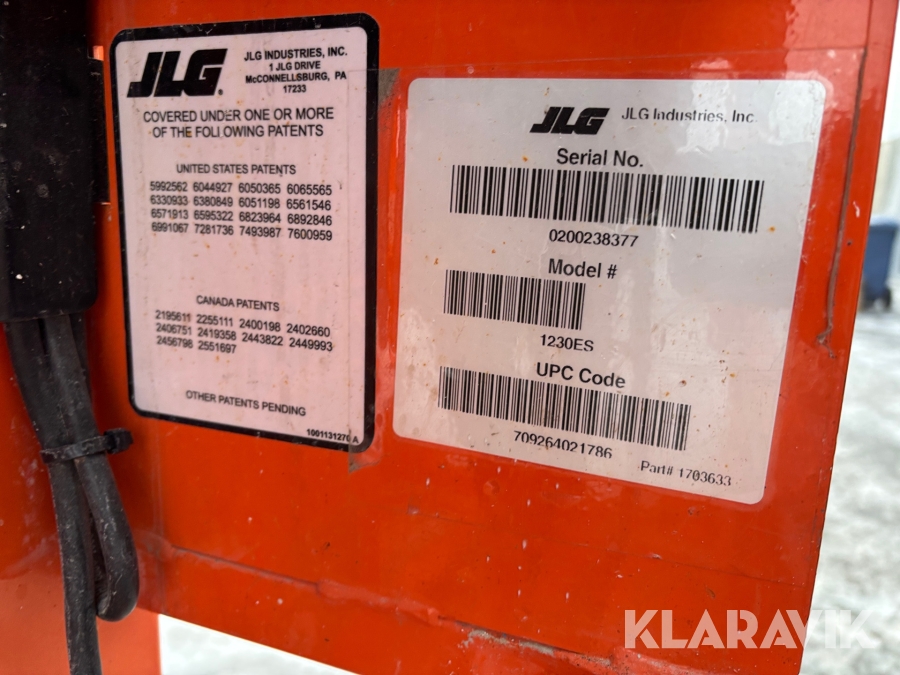 JLG
JLG INDUSTRIES, INC.
1 JLG DRIVE
McCONNELLSBURG, PA
17233
COVERED UNDER ONE OR MORE
OF THE FOLLOWING PATENTS
UNITED STATES PATENTS
5992562 6044927 6050365 6065565
6330933 6380849 6051198 6561546
6571913 6595322 6823964 6892846
6991067 7281736 7493987 7600959
CANADA PATENTS
2195611 2255111 2400198 2402660
2406751 2419358 2443822 2449993
2456798 2551697
OTHER PATENTS PENDING
1001131270 A
JLG JLG Industries, Inc.
Serial No.
0200238377
Model #
1230ES
UPC Code
709264021786
Part# 1703633
KLARAVIK